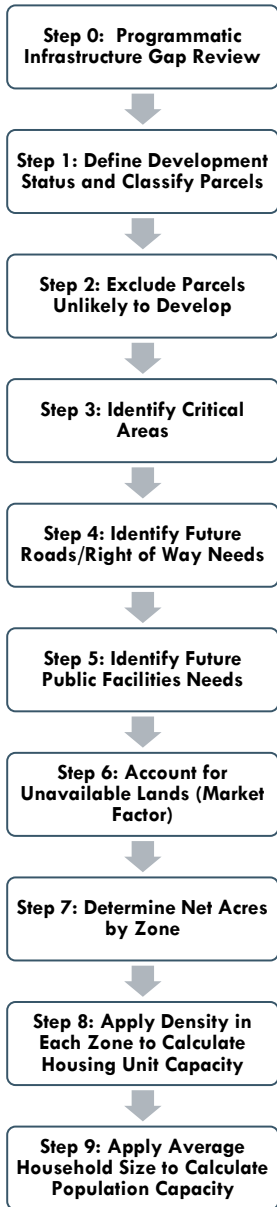 Step 0: Programmatic
Infrastructure Gap Review
Step 1: Define Development
Status and Classify Parcels
Step 2: Exclude Parcels
Unlikely to Develop
Step 3: Identify Critical
Areas
Step 4: Identify Future
Roads/Right of Way Needs
Step 5: Identify Future
Public Facilities Needs
Step 6: Account for
Unavailable Lands (Market
Factor)
Step 7: Determine Net Acres
by Zone
Step 8: Apply Density in
Each Zone to Calculate
Housing Unit Capacity
Step 9: Apply Average
Household Size to Calculate
Population Capacity